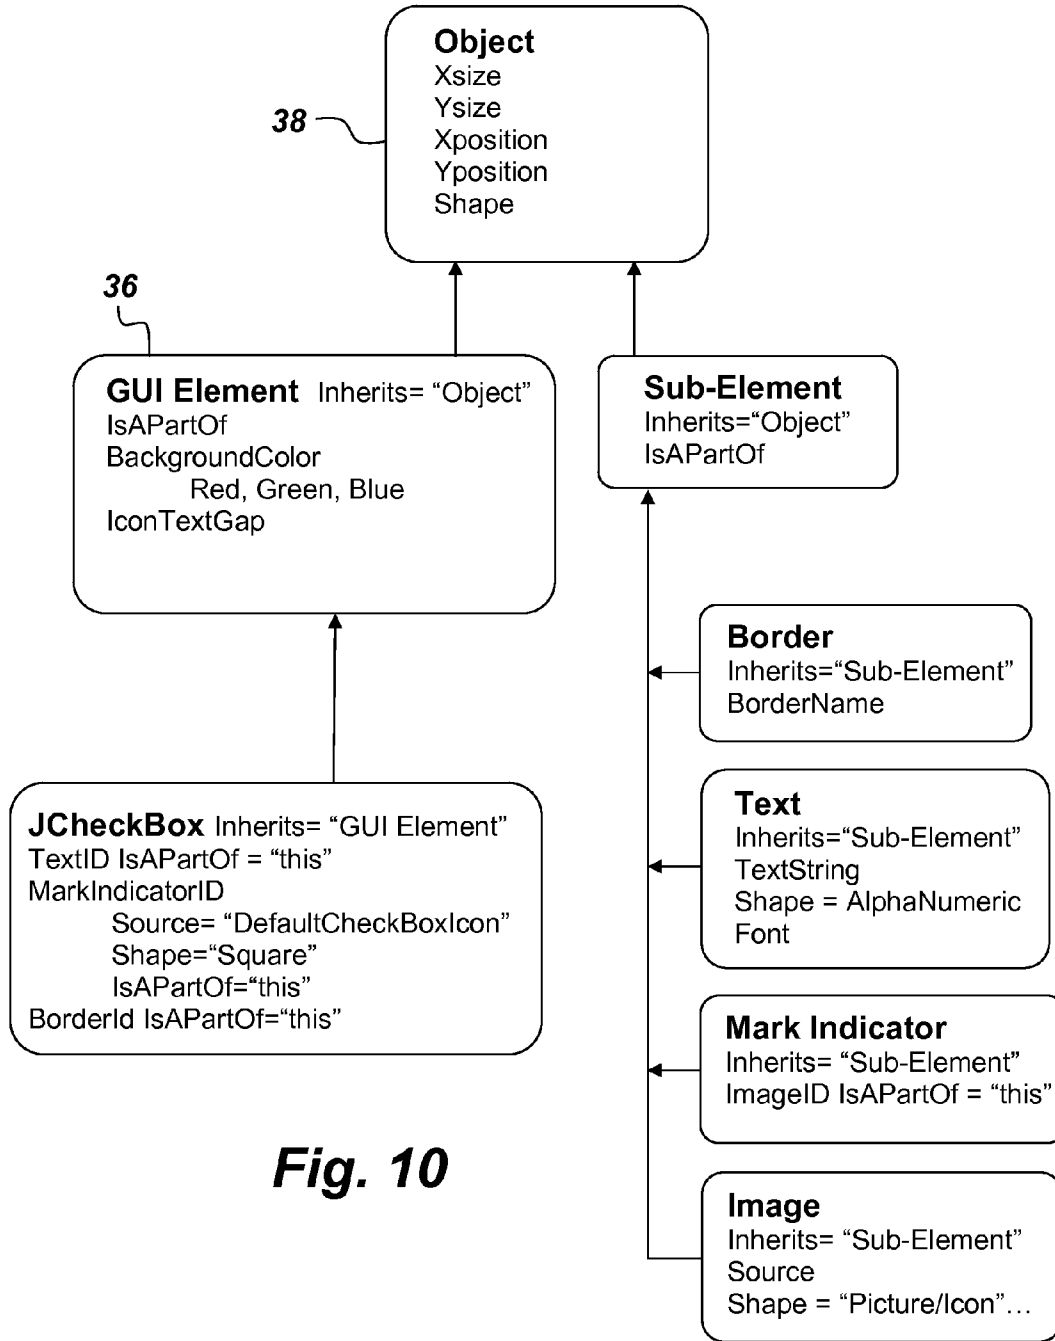 Object
Xsize
Ysize
Xposition
Yposition
Shape
38
36
GUI Element Inherits= “Object”
IsAPartOf
BackgroundColor
Red, Green, Blue
IconTextGap
Sub-Element
Inherits=“Object”
IsAPartOf
JCheckBox Inherits= “GUI Element”
TextID IsAPartOf = “this”
MarkIndicatorID
Source= “DefaultCheckBoxIcon”
Shape=“Square”
IsAPartOf=“this”
BorderId IsAPartOf=“this”
Border
Inherits=“Sub-Element”
BorderName
Text
Inherits=“Sub-Element”
TextString
Shape = AlphaNumeric
Font
Mark Indicator
Inherits= “Sub-Element”
ImageID IsAPartOf = “this”
Image
Inherits= “Sub-Element”
Source
Shape = “Picture/Icon”...
Fig. 10